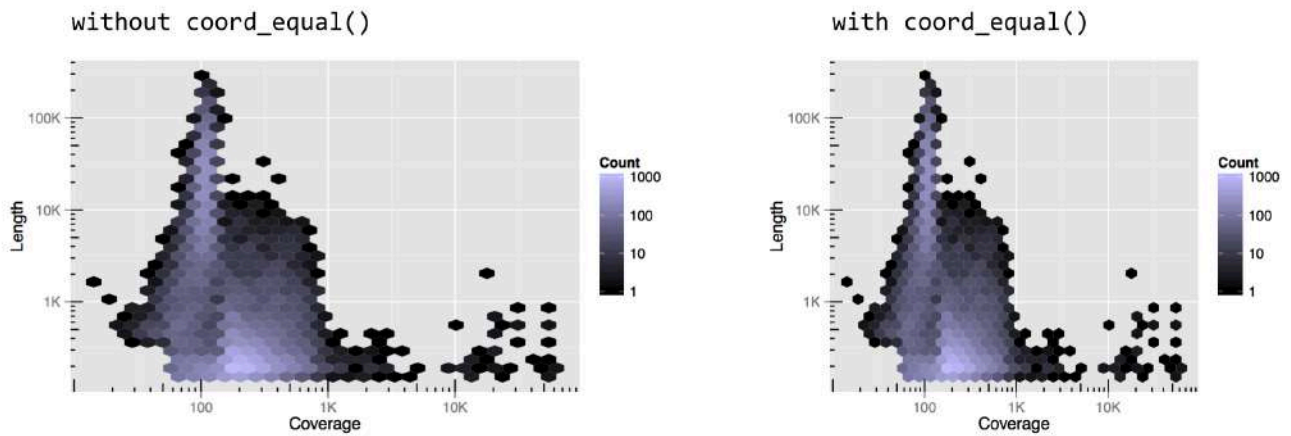 without coord_equal()
100K
10K
1K
Length
100
1K
10K
Coverage
Count
1000
100
10
1
with coord_equal()
100K
10K
1K
Length
100
1K
10K
Coverage
Count
1000
100
10
1